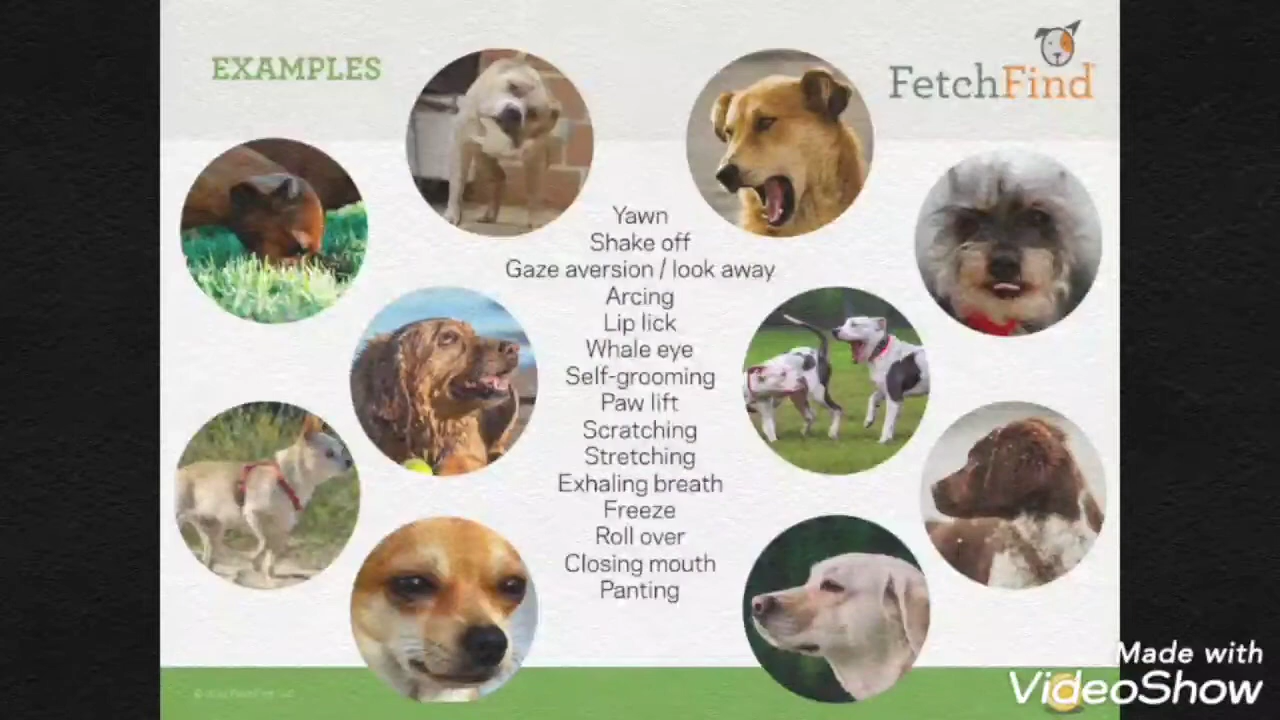 EXAMPLES
FetchFind
Yawn
Shake off
Gaze aversion / look away
Arcing
Lip lick
Whale eye
Self-grooming
Paw lift
Scratching
Stretching
Exhaling breath
Freeze
Roll over
Closing mouth
Panting
Made with
VideoShow